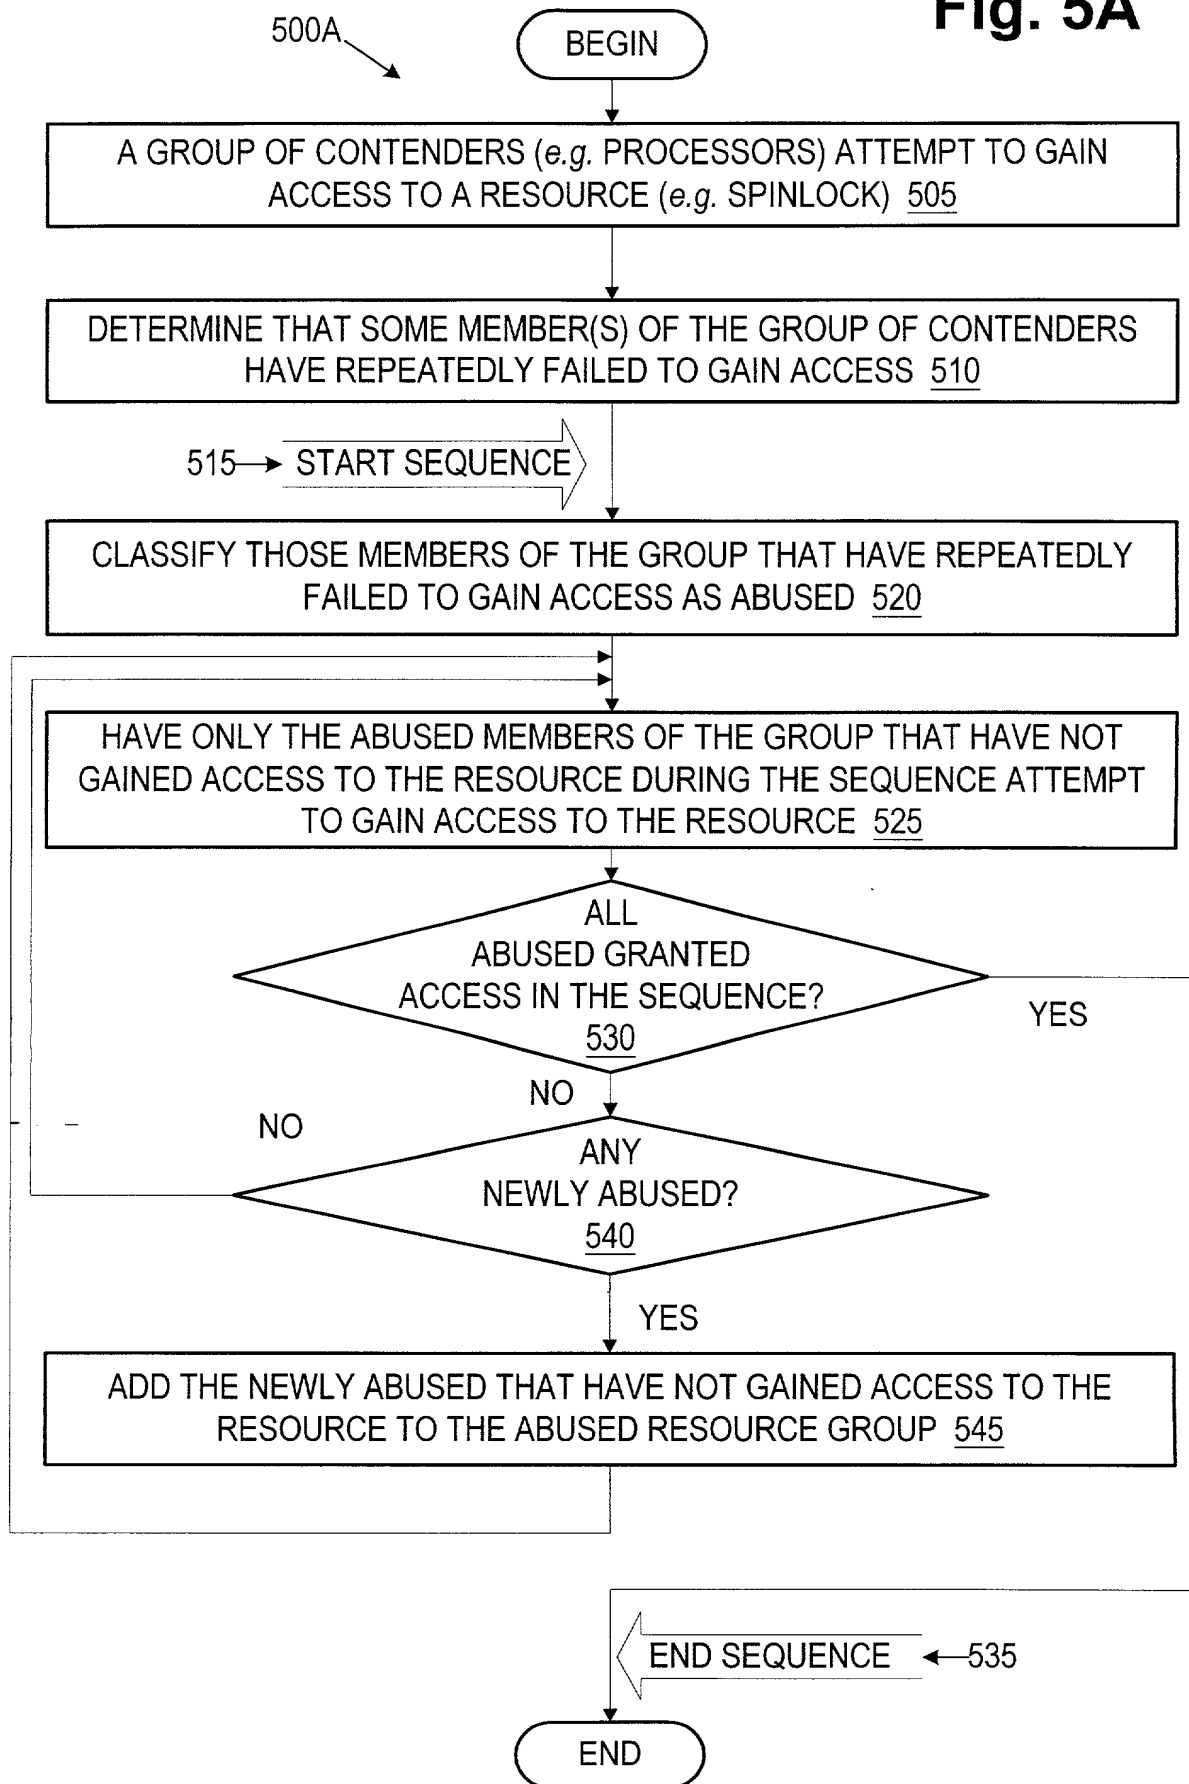 Fig. 5A
500A
BEGIN
A GROUP OF CONTENDERS (e.g. PROCESSORS) ATTEMPT TO GAIN
ACCESS TO A RESOURCE (e.g. SPINLOCK) 505
DETERMINE THAT SOME MEMBER(S) OF THE GROUP OF CONTENDERS
HAVE REPEATEDLY FAILED TO GAIN ACCESS 510
515 START SEQUENCE
CLASSIFY THOSE MEMBERS OF THE GROUP THAT HAVE REPEATEDLY
FAILED TO GAIN ACCESS AS ABUSED 520
HAVE ONLY THE ABUSED MEMBERS OF THE GROUP THAT HAVE NOT
GAINED ACCESS TO THE RESOURCE DURING THE SEQUENCE ATTEMPT
TO GAIN ACCESS TO THE RESOURCE 525
ALL
ABUSED GRANTED
ACCESS IN THE SEQUENCE?
530
YES
NO
NO
ANY
NEWLY ABUSED?
540
YES
ADD THE NEWLY ABUSED THAT HAVE NOT GAINED ACCESS TO THE
RESOURCE TO THE ABUSED RESOURCE GROUP 545
END SEQUENCE 535
END